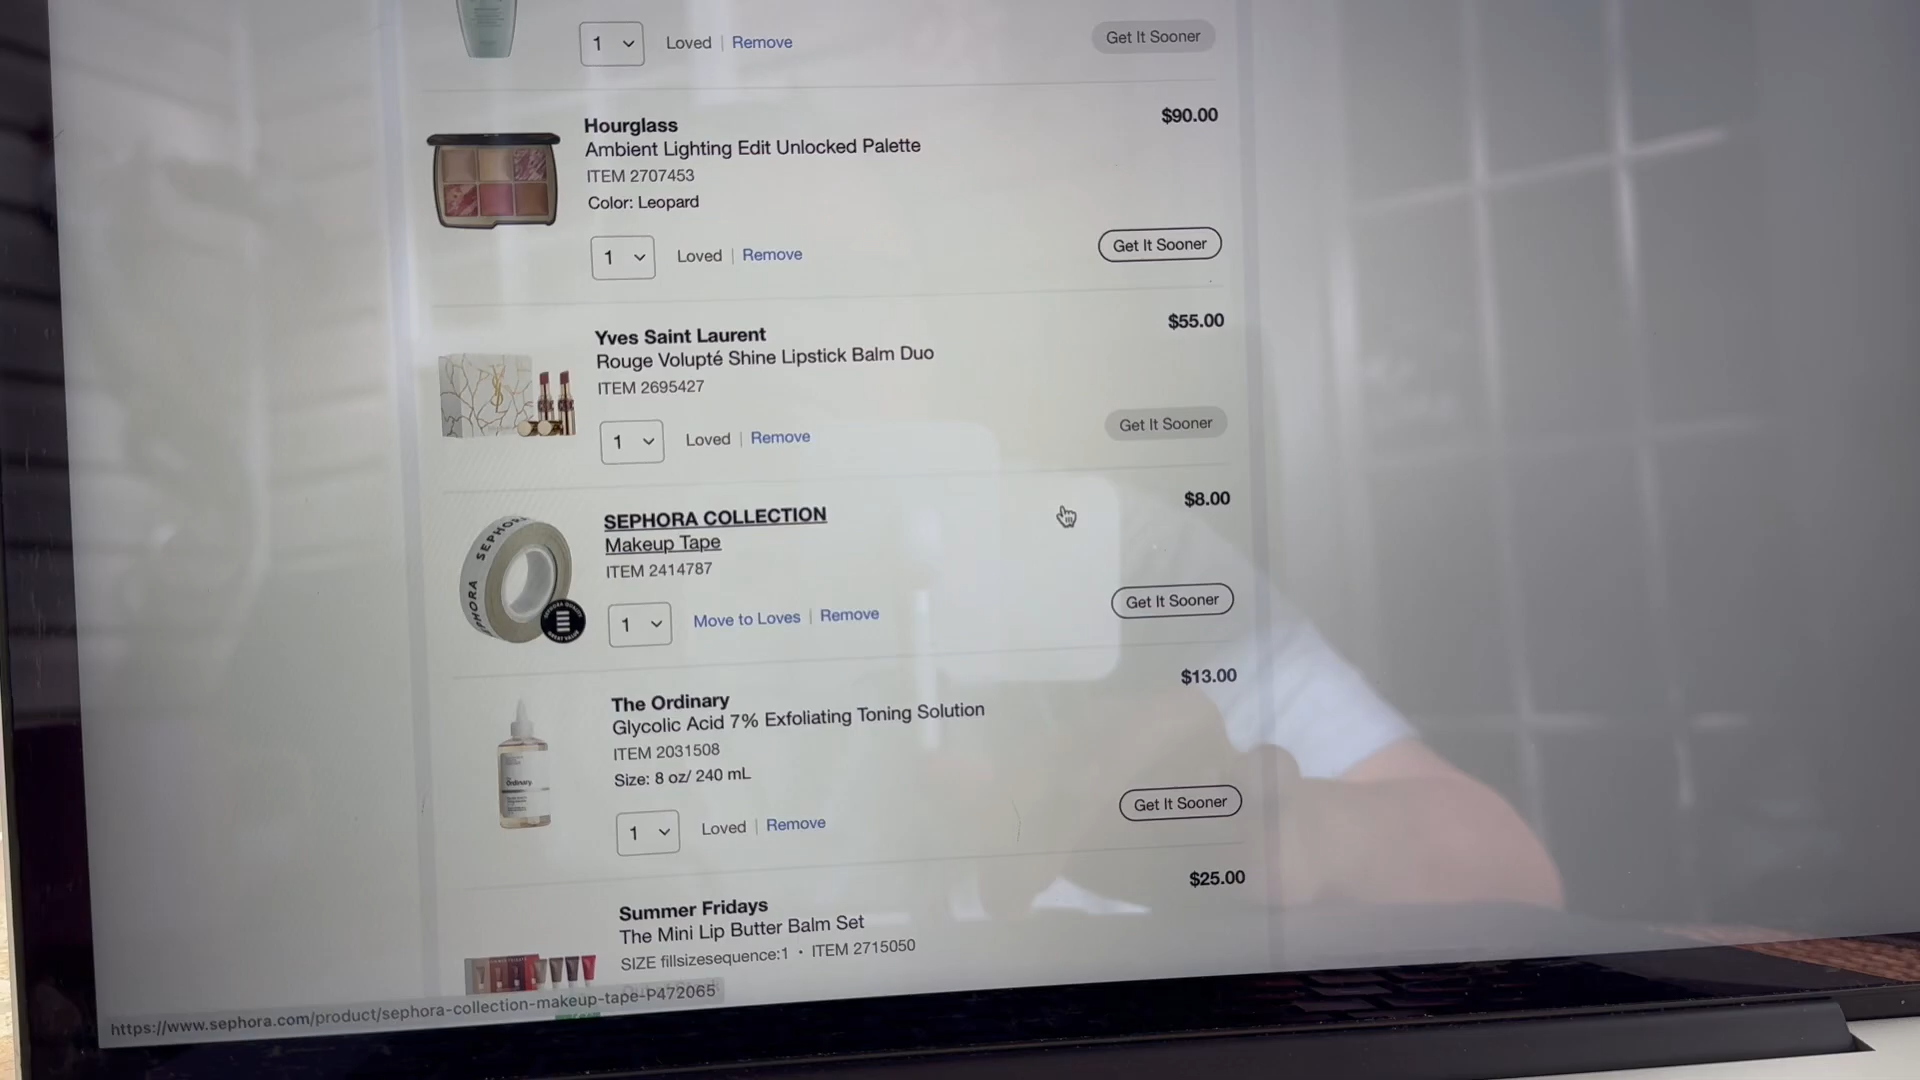 1
Loved | Remove
Get It Sooner
Hourglass
$90.00
Ambient Lighting Edit Unlocked Palette
ITEM 2707453
Color: Leopard
1
Loved | Remove
Get It Sooner
Yves Saint Laurent
$55.00
Rouge Volupté Shine Lipstick Balm Duo
ITEM 2695427
1
Loved | Remove
Get It Sooner
SEPHORA
SEPHORA COLLECTION
$8.00
Makeup Tape
ITEM 2414787
1
Move to Loves | Remove
Get It Sooner
The Ordinary
$13.00
Glycolic Acid 7% Exfoliating Toning Solution
ITEM 2031508
Size: 8 oz/ 240 mL
Ordinary
1
Loved | Remove
Get It Sooner
Summer Fridays
$25.00
The Mini Lip Butter Balm Set
SIZE fillsizesequence:1 · ITEM 2715050
https://www.sephora.com/product/sephora-collection-makeup-tape-P472065